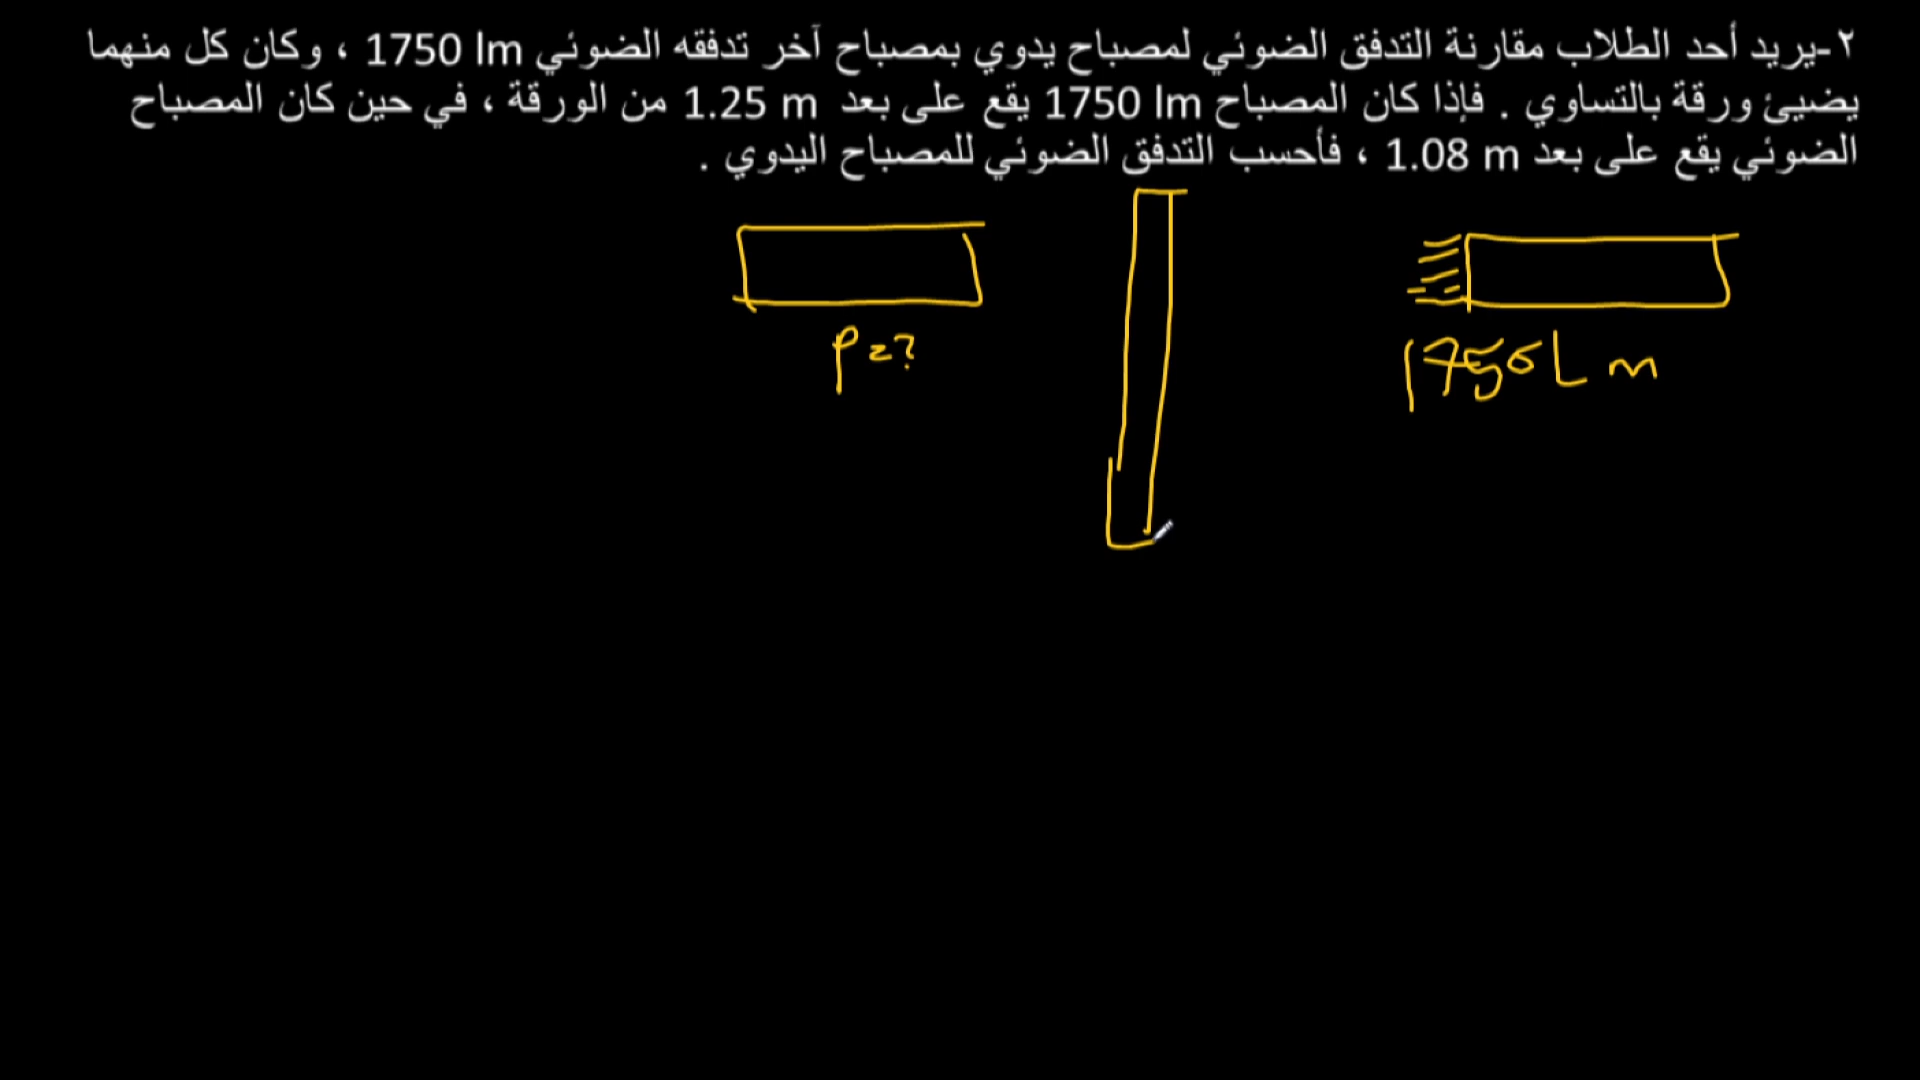 ٢-يريد أحد الطلاب مقارنة التدفق الضوئي لمصباح يدوي بمصباح آخر تدفقه الضوئي 1750 lm ، وكان كل منهما
يضيئ ورقة بالتساوي . فإذا كان المصباح 1750 lm يقع على بعد 1.25 m من الورقة ، في حين كان المصباح
الضوئي يقع على بعد 1.08 m ، فأحسب التدفق الضوئي للمصباح اليدوي .
P=?
1750Lm